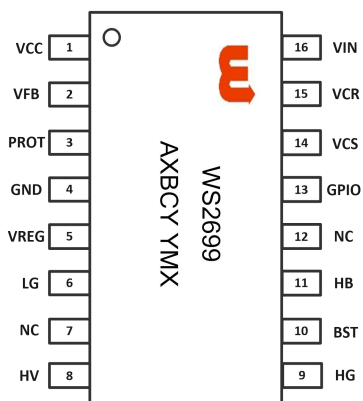 VCC 1
VFB 2
PROT 3
GND 4
VREG 5
LG 6
NC 7
HV 8
WS2699
AXBCY YMX
16 VIN
15 VCR
14 VCS
13 GPIO
12 NC
11 HB
10 BST
9 HG